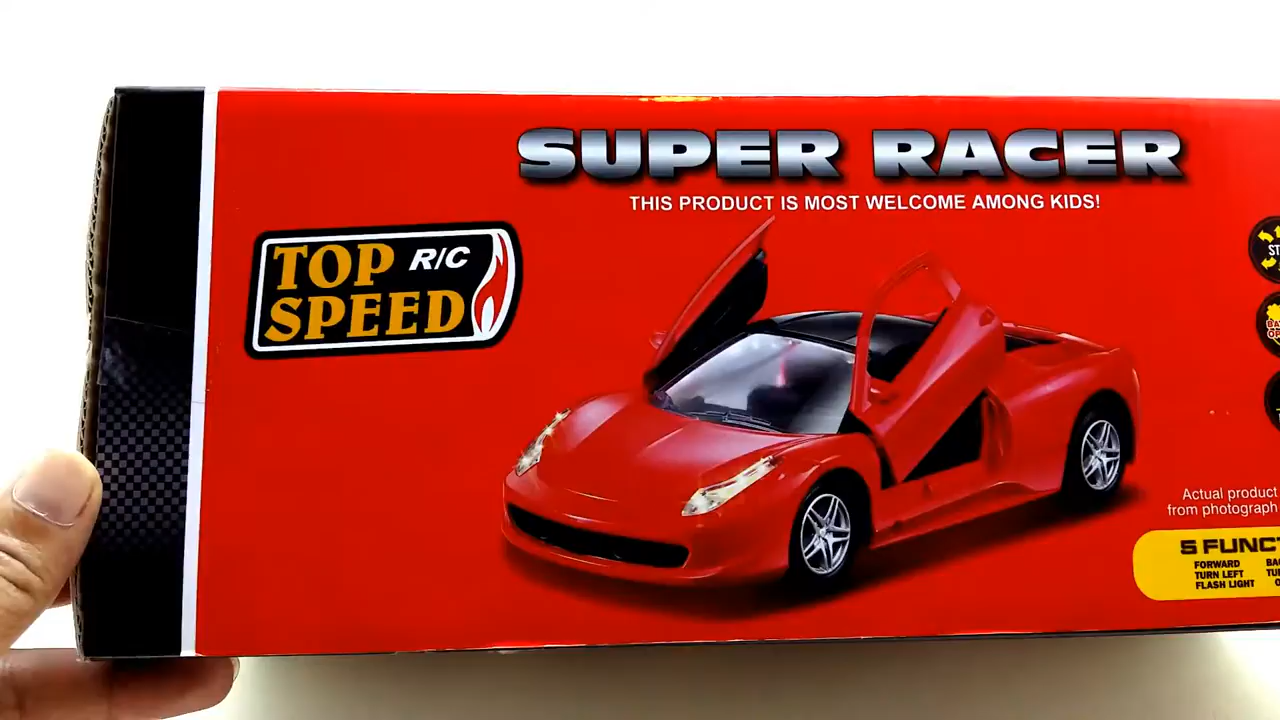 SUPER RACER
THIS PRODUCT IS MOST WELCOME AMONG KIDS!
TOP R/C
SPEED
Actual product
from photograph
FORWARD
TURN LEFT
FLASH LIGHT